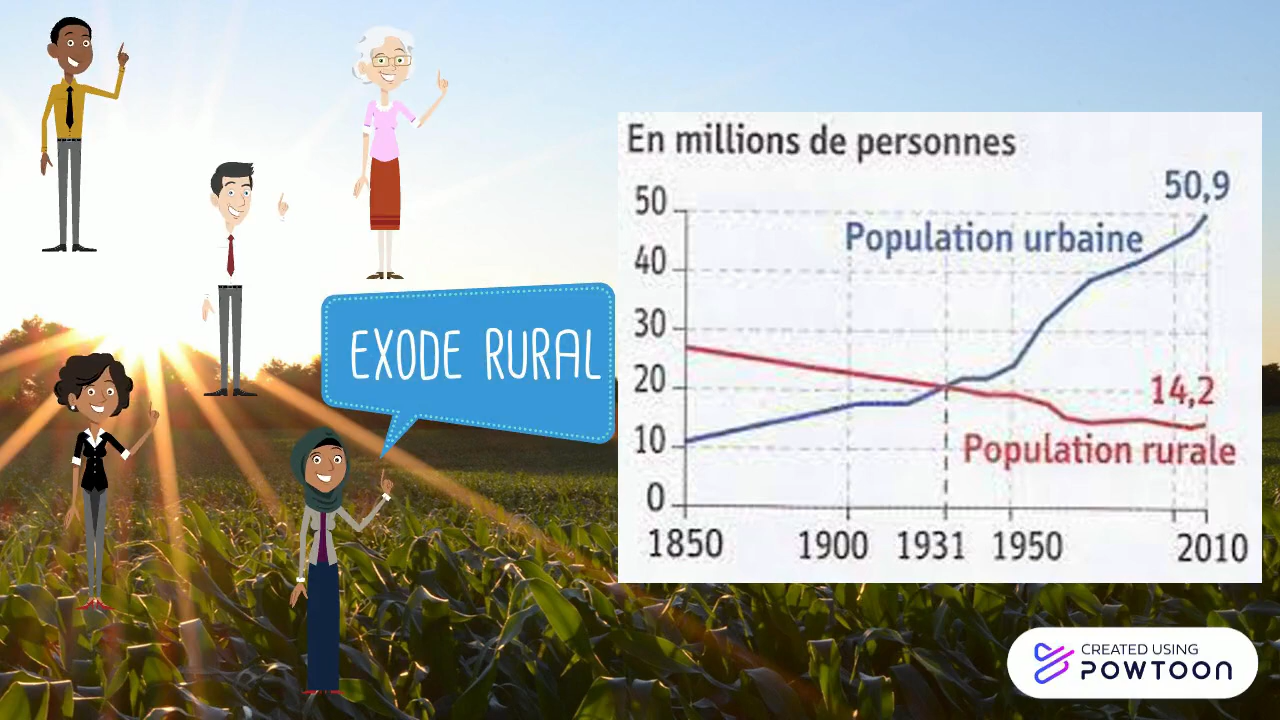 EXODE RURAL
En millions de personnes
50,9
50
Population urbaine
40
30
20
14,2
10
Population rurale
0
1850 1900 1931 1950 2010
CREATED USING
POWTOON